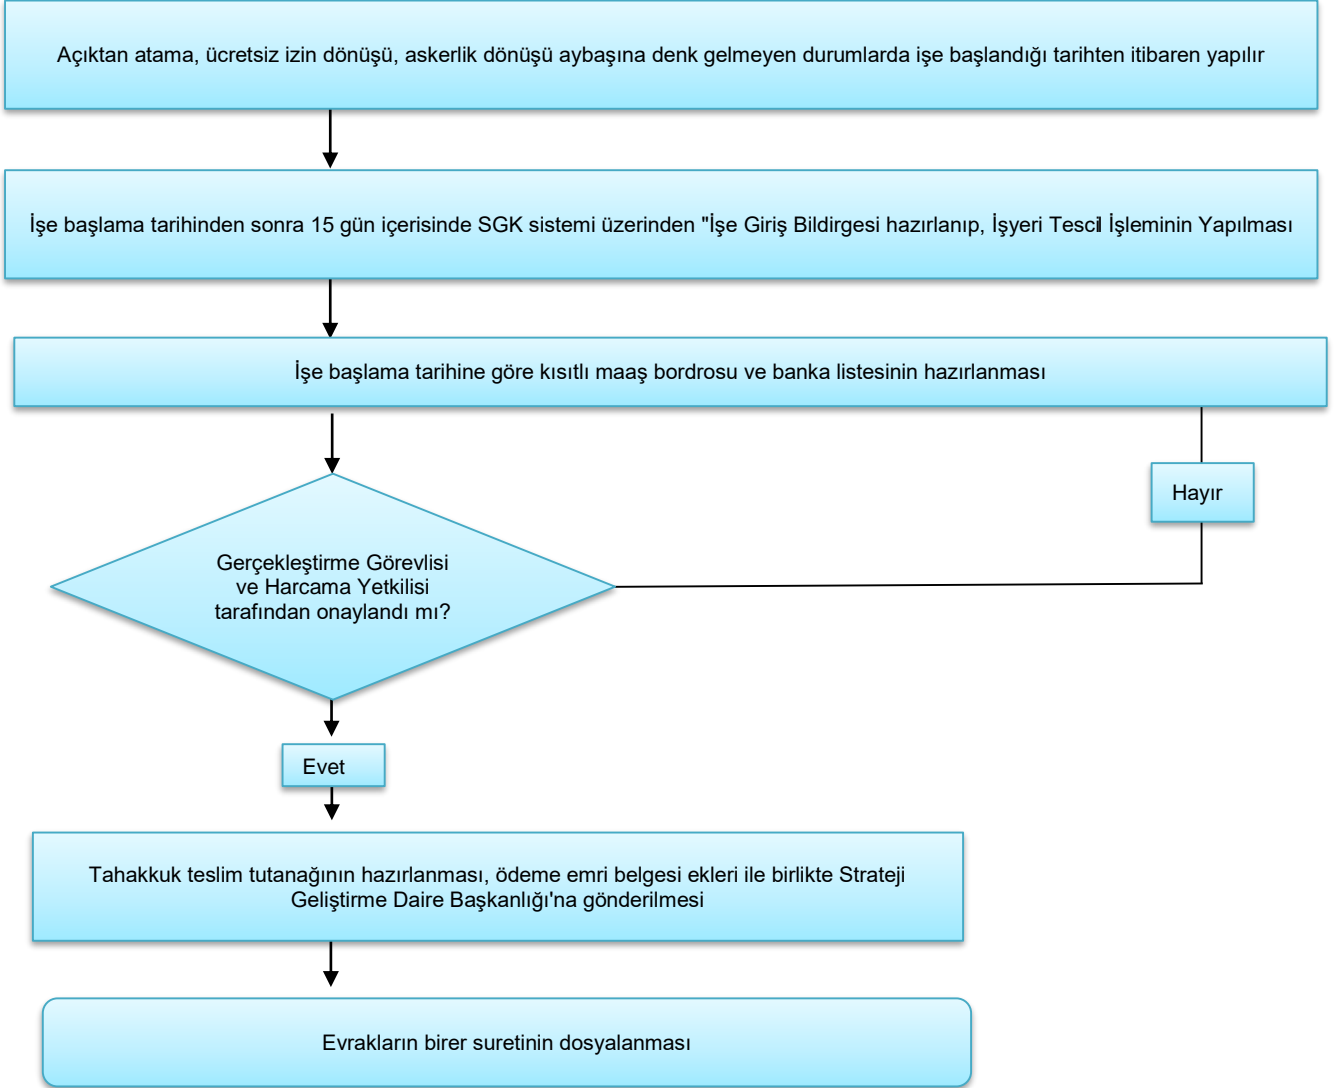 Açıktan atama, ücretsiz izin dönüşü, askerlik dönüşü aybaşına denk gelmeyen durumlarda işe başlandığı tarihten itibaren yapılır
İşe başlama tarihinden sonra 15 gün içerisinde SGK sistemi üzerinden "İşe Giriş Bildirgesi hazırlanıp, İşyeri Tescil İşleminin Yapılması
İşe başlama tarihine göre kısıtlı maaş bordrosu ve banka listesinin hazırlanması
Hayır
Gerçekleştirme Görevlisi
ve Harcama Yetkilisi
tarafından onaylandı mı?
Evet
Tahakkuk teslim tutanağının hazırlanması, ödeme emri belgesi ekleri ile birlikte Strateji
Geliştirme Daire Başkanlığı'na gönderilmesi
Evrakların birer suretinin dosyalanması